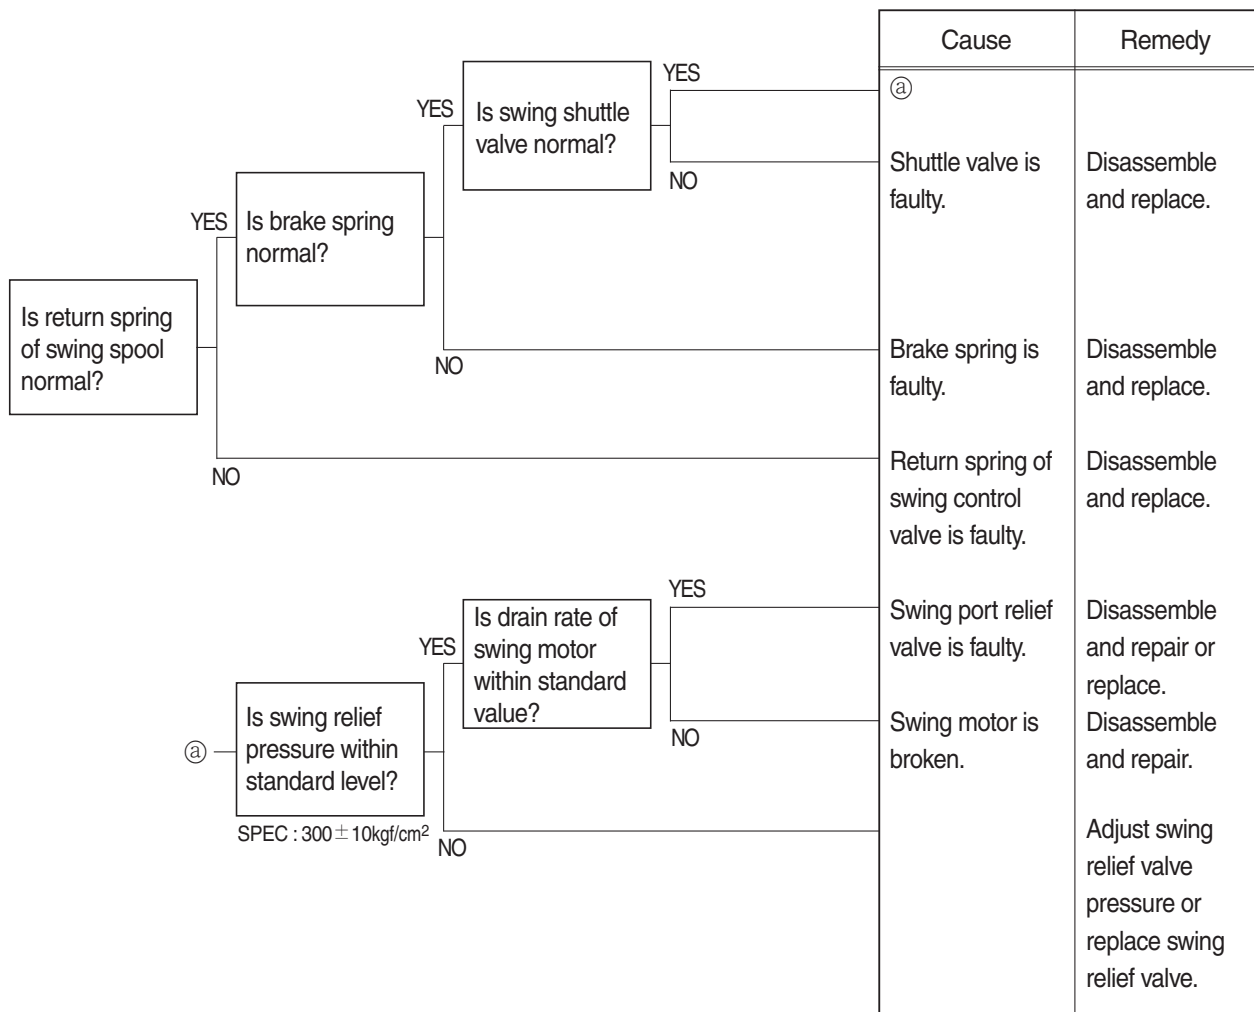 Cause
Remedy
YES
ⓐ
YES
Is swing shuttle
valve normal?
NO
Shuttle valve is
faulty.
Disassemble
and replace.
YES
Is brake spring
normal?
NO
Brake spring is
faulty.
Disassemble
and replace.
Is return spring
of swing spool
normal?
NO
Return spring of
swing control
valve is faulty.
Disassemble
and replace.
YES
Swing port relief
valve is faulty.
Disassemble
and repair or
replace.
YES
Is drain rate of
swing motor
within standard
value?
NO
Swing motor is
broken.
Disassemble
and repair.
ⓐ
Is swing relief
pressure within
standard level?
SPEC : 300±10kgf/cm²
NO
Adjust swing
relief valve
pressure or
replace swing
relief valve.